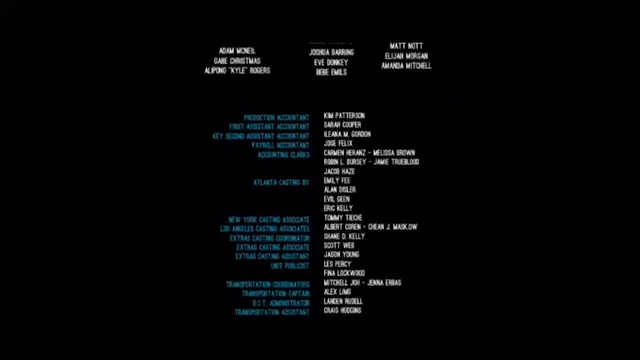 ADAM MCNEIL
GABE CHRISTMAS
ALIPONO "KYLE" ROGERS
JOSHUA BARRING
EVE DONKEY
BEBE EMILS
MATT NOTT
ELIJAH MORGAN
AMANDA MITCHELL
PRODUCTION ACCOUNTANT KIM PATTERSON
FIRST ASSISTANT ACCOUNTANT SARAH COOPER
KEY SECOND ASSISTANT ACCOUNTANT ILEANA M. GORDON
PAYROLL ACCOUNTANT JOSE FELIX
ACCOUNTING CLARKS CARMEN HERANZ - MELISSA BROWN
ROBIN L. BURSEY - JAMIE TRUEBLOOD
JACOB HAZE
ATLANTA CASTING BY EMILY FEE
ALAN DISLER
EVIL GEEN
ERIC KELLY
NEW YORK CASTING ASSOCIATE TOMMY TIECHE
LOS ANGELES CASTING ASSOCIATES ALBERT COREN - CHEAN J. MASKOW
EXTRAS CASTING COORDINATOR SHANE D. KELLY
EXTRAS CASTING ASSOCIATE SCOTT WEB
EXTRAS CASTING ASSISTANT JASON YOUNG
UNIT PUBLICIST LES PERCY
FINA LOCKWOOD
TRANSPORTATION COORDINATORS MITCHELL JOH - JENNA ERBAS
TRANSPORTATION CAPTAIN ALEX LIMS
D.C.T. ADMINISTRATOR LANDEN RISELL
TRANSPORTATION ASSISTANT CRAIG HUDGINS